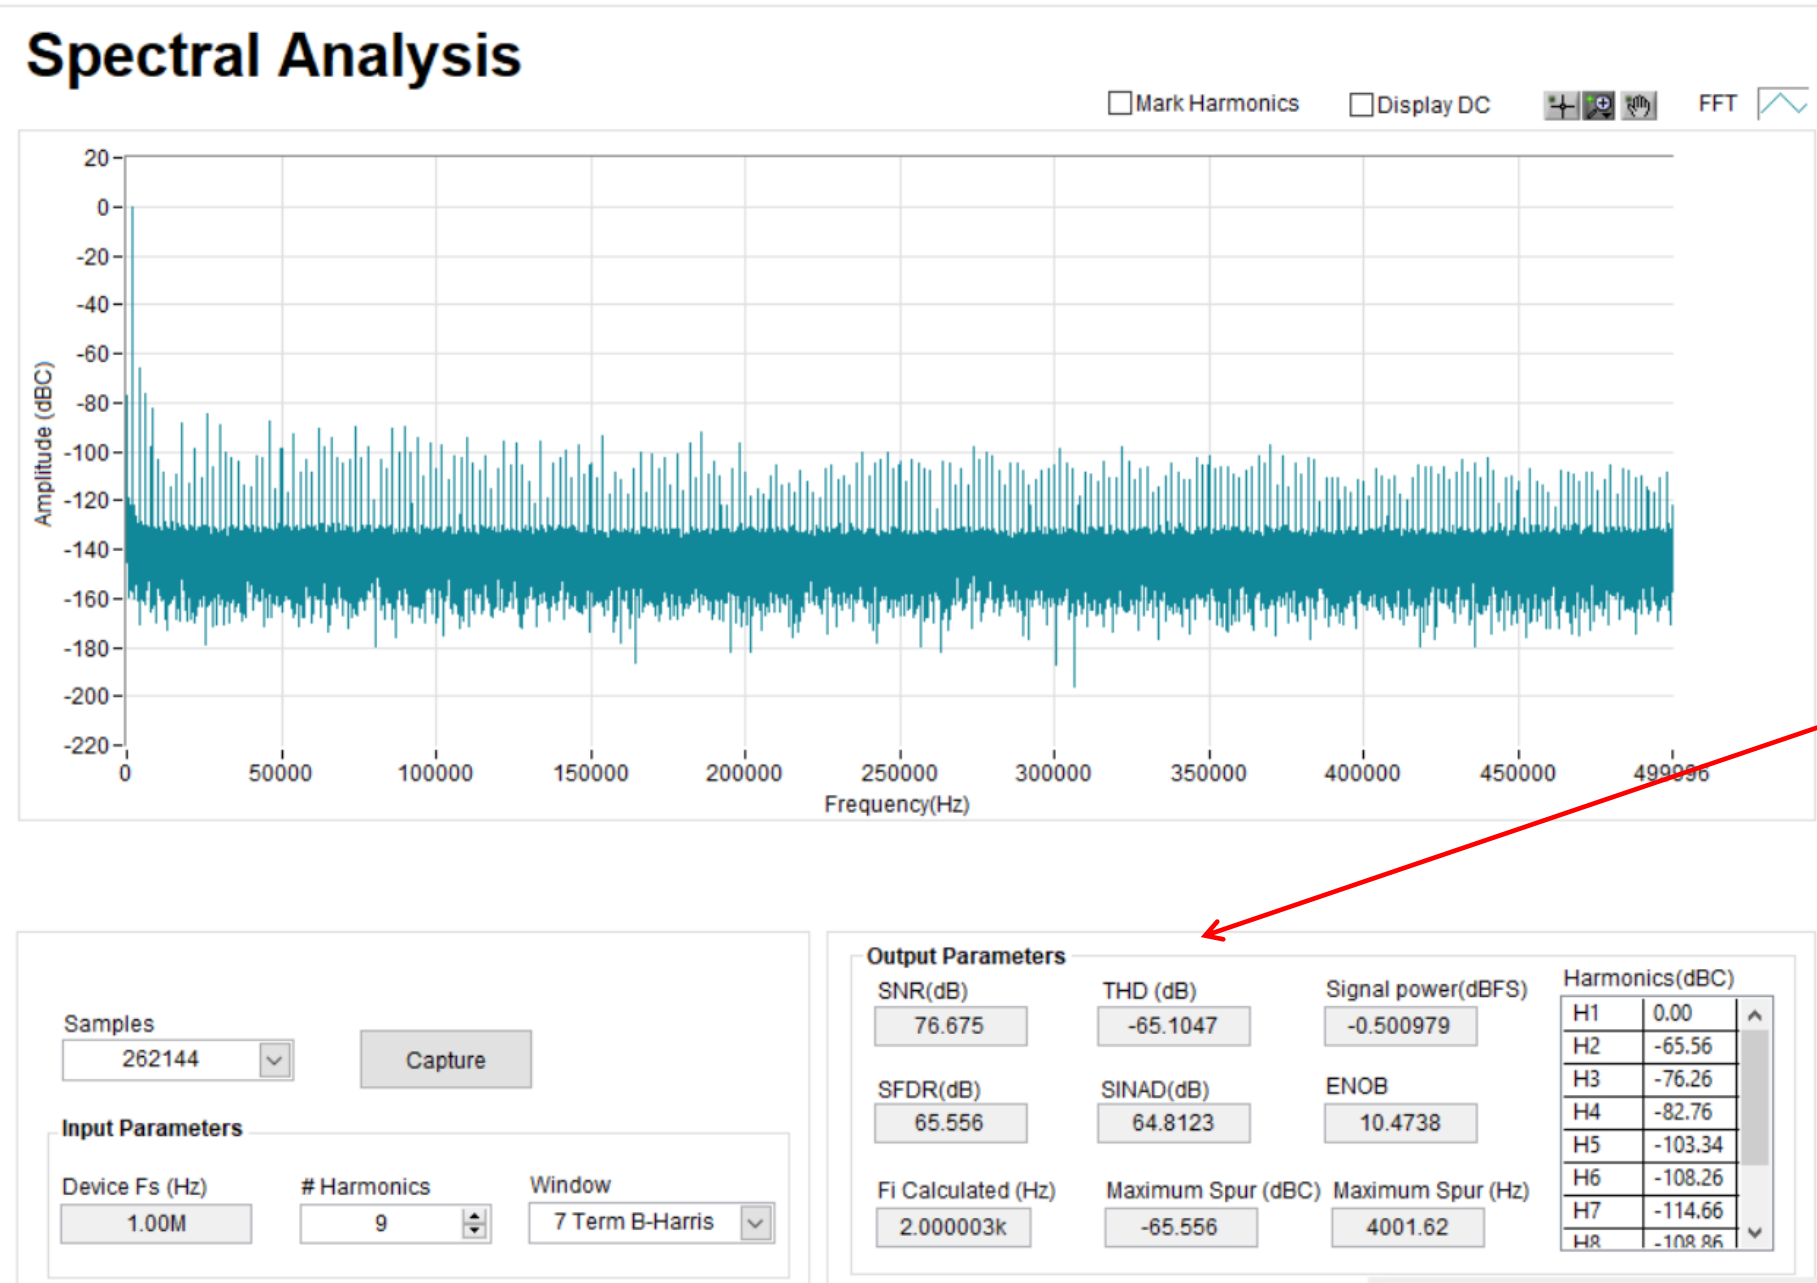 Spectral Analysis
Mark Harmonics Display DC FFT
20
0
-20
-40
-60
-80
-100
-120
-140
-160
-180
-200
-220
Amplitude (dBC)
0 50000 100000 150000 200000 250000 300000 350000 400000 450000 499996
Frequency(Hz)
Samples
262144
Capture
Input Parameters
Device Fs (Hz) # Harmonics Window
1.00M 9 7 Term B-Harris
Output Parameters
SNR(dB) THD (dB) Signal power(dBFS)
76.675 -65.1047 -0.500979
SFDR(dB) SINAD(dB) ENOB
65.556 64.8123 10.4738
Fi Calculated (Hz) Maximum Spur (dBC) Maximum Spur (Hz)
2.000003k -65.556 4001.62
Harmonics(dBC)
H1 0.00
H2 -65.56
H3 -76.26
H4 -82.76
H5 -103.34
H6 -108.26
H7 -114.66
H8 -108.86